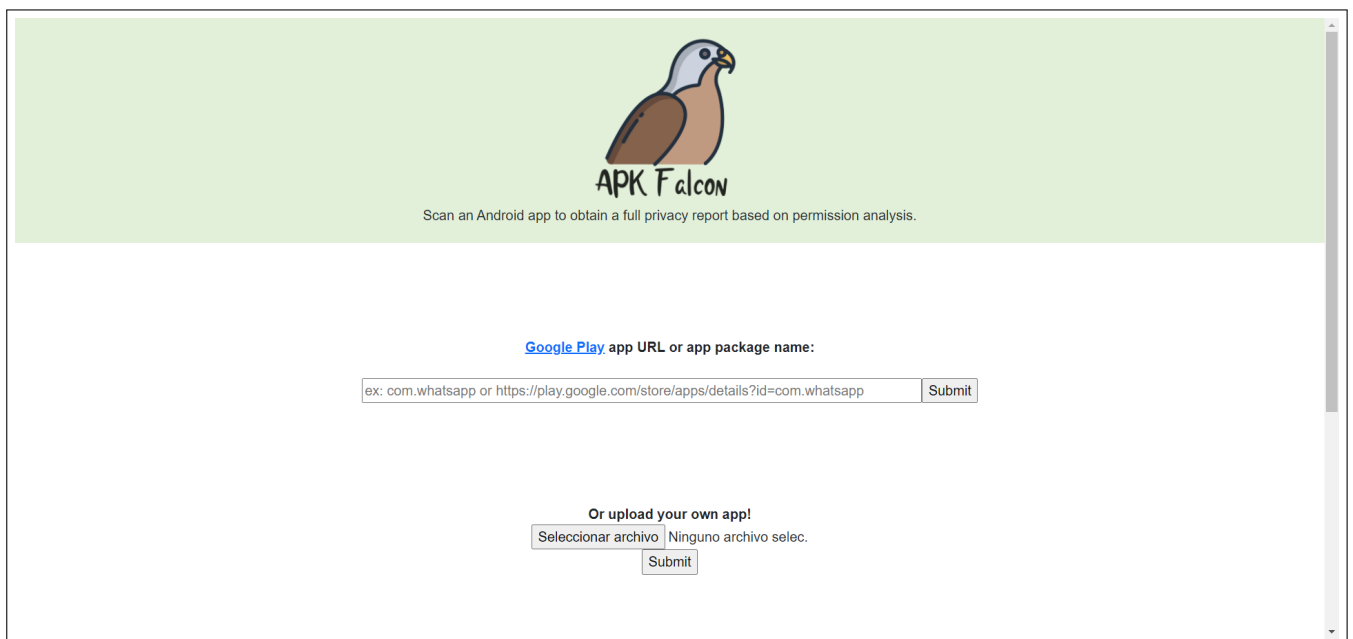 APK Falcon
Scan an Android app to obtain a full privacy report based on permission analysis.
Google Play app URL or app package name:
ex: com.whatsapp or https://play.google.com/store/apps/details?id=com.whatsapp Submit
Or upload your own app!
Seleccionar archivo Ninguno archivo selec.
Submit